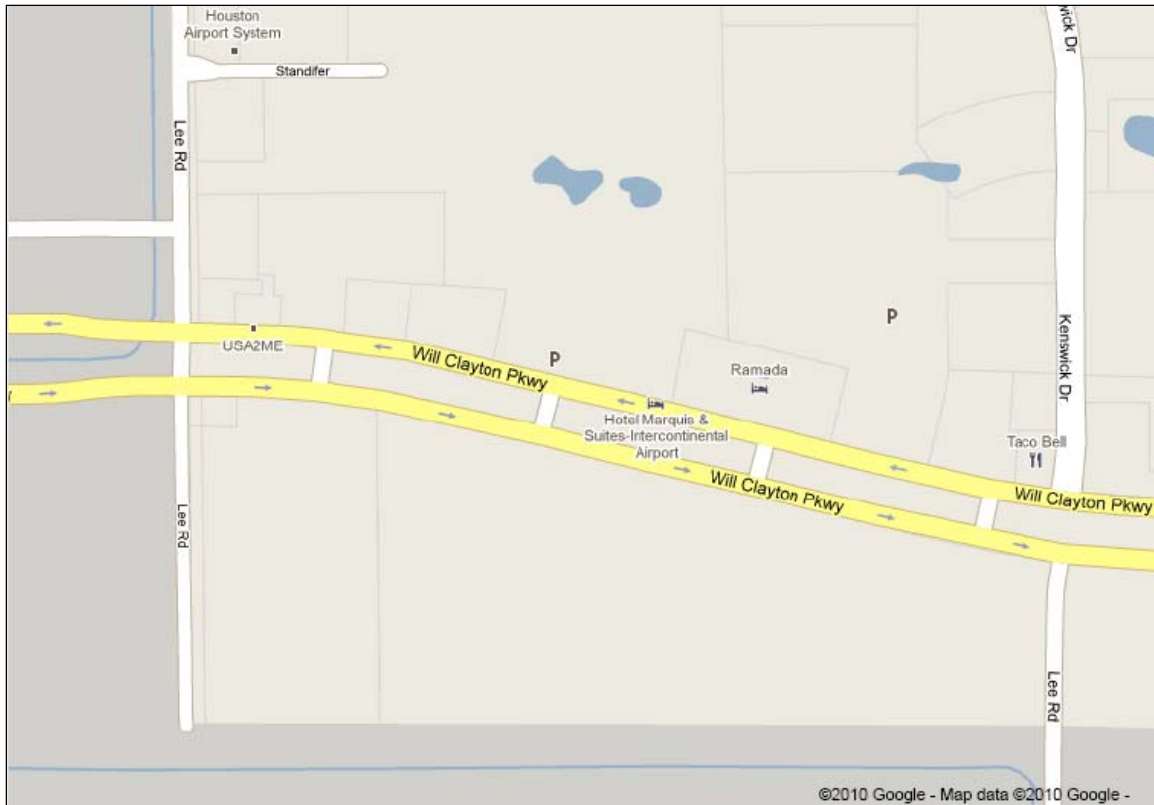 Houston
Airport System
Standifer
Lee Rd
wick Dr
Kenswick Dr
USA2ME
Will Clayton Pkwy
P
P
Ramada
Hotel Marquis &
Suites-Intercontinental
Airport
Taco Bell
Will Clayton Pkwy
Will Clayton Pkwy
Lee Rd
Lee Rd
©2010 Google - Map data ©2010 Google -